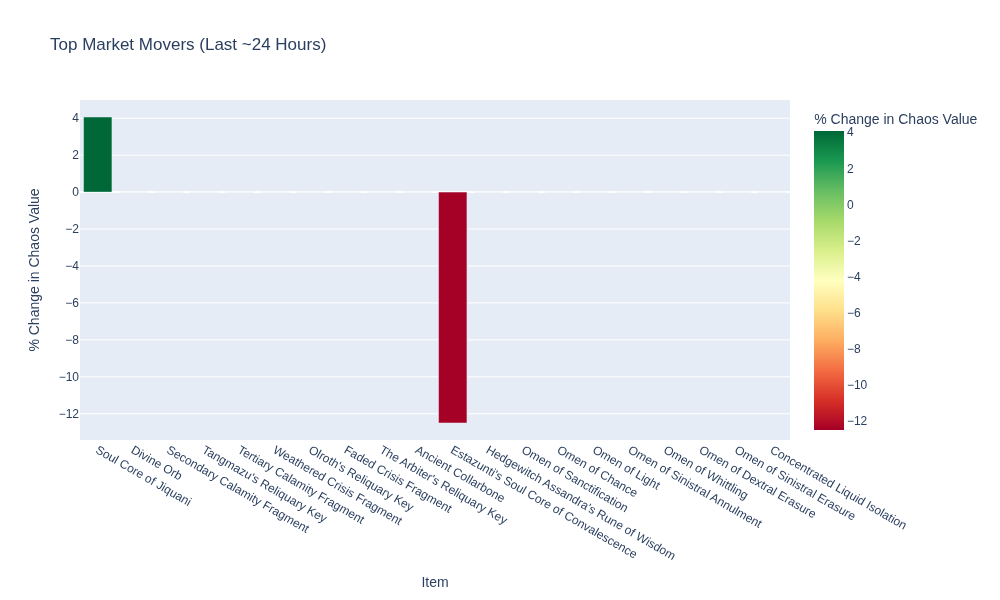 Top Market Movers (Last ~24 Hours)
% Change in Chaos Value
4
2
0
−2
−4
−6
−8
−10
−12
% Change in Chaos Value
4
2
0
−2
−4
−6
−8
−10
−12
Soul Core of Jiquani
Divine Orb
Secondary Calamity Fragment
Tangmazu's Reliquary Key
Tertiary Calamity Fragment
Weathered Crisis Fragment
Olroth's Reliquary Key
Faded Crisis Fragment
The Arbiter's Reliquary Key
Ancient Collarbone
Estazunti's Soul Core of Convalescence
Hedgewitch Assandra's Rune of Wisdom
Omen of Sanctification
Omen of Chance
Omen of Light
Omen of Sinistral Annulment
Omen of Whittling
Omen of Dextral Erasure
Omen of Sinistral Erasure
Concentrated Liquid Isolation
Item